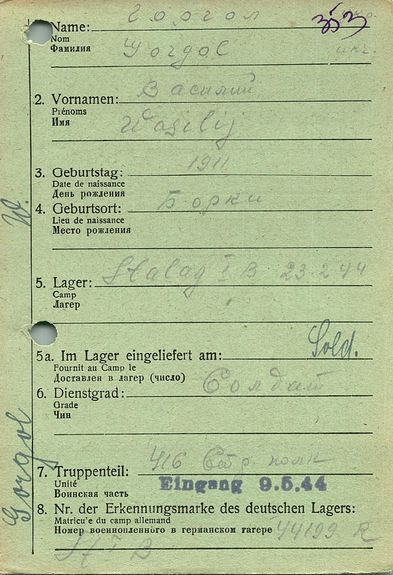 Горгол
353
Name:
Nom
Фамилия
Gorgol
2. Vornamen: Василий
Prénoms
Имя
Wasilij
3. Geburtstag: 1911
Date de naissance
День рождения
4. Geburtsort: Борки
Lieu de naissance
Место рождения
W.
5. Lager: Stalag I B 23.2.44
Camp
Лагерь
5a. Im Lager eingeliefert am: Sold.
Fournit au Camp le
Доставлен в лагерь (число)
6. Dienstgrad: Солдат
Grade
Чин
Gorgol
7. Truppenteil: 416 Стр. полк
Unité
Воинская часть
Eingang 9.5.44
8. Nr. der Erkennungsmarke des deutschen Lagers:
Matricu'e du camp allemand
Номер военнопленного в германском лагере 44199 R
St I B